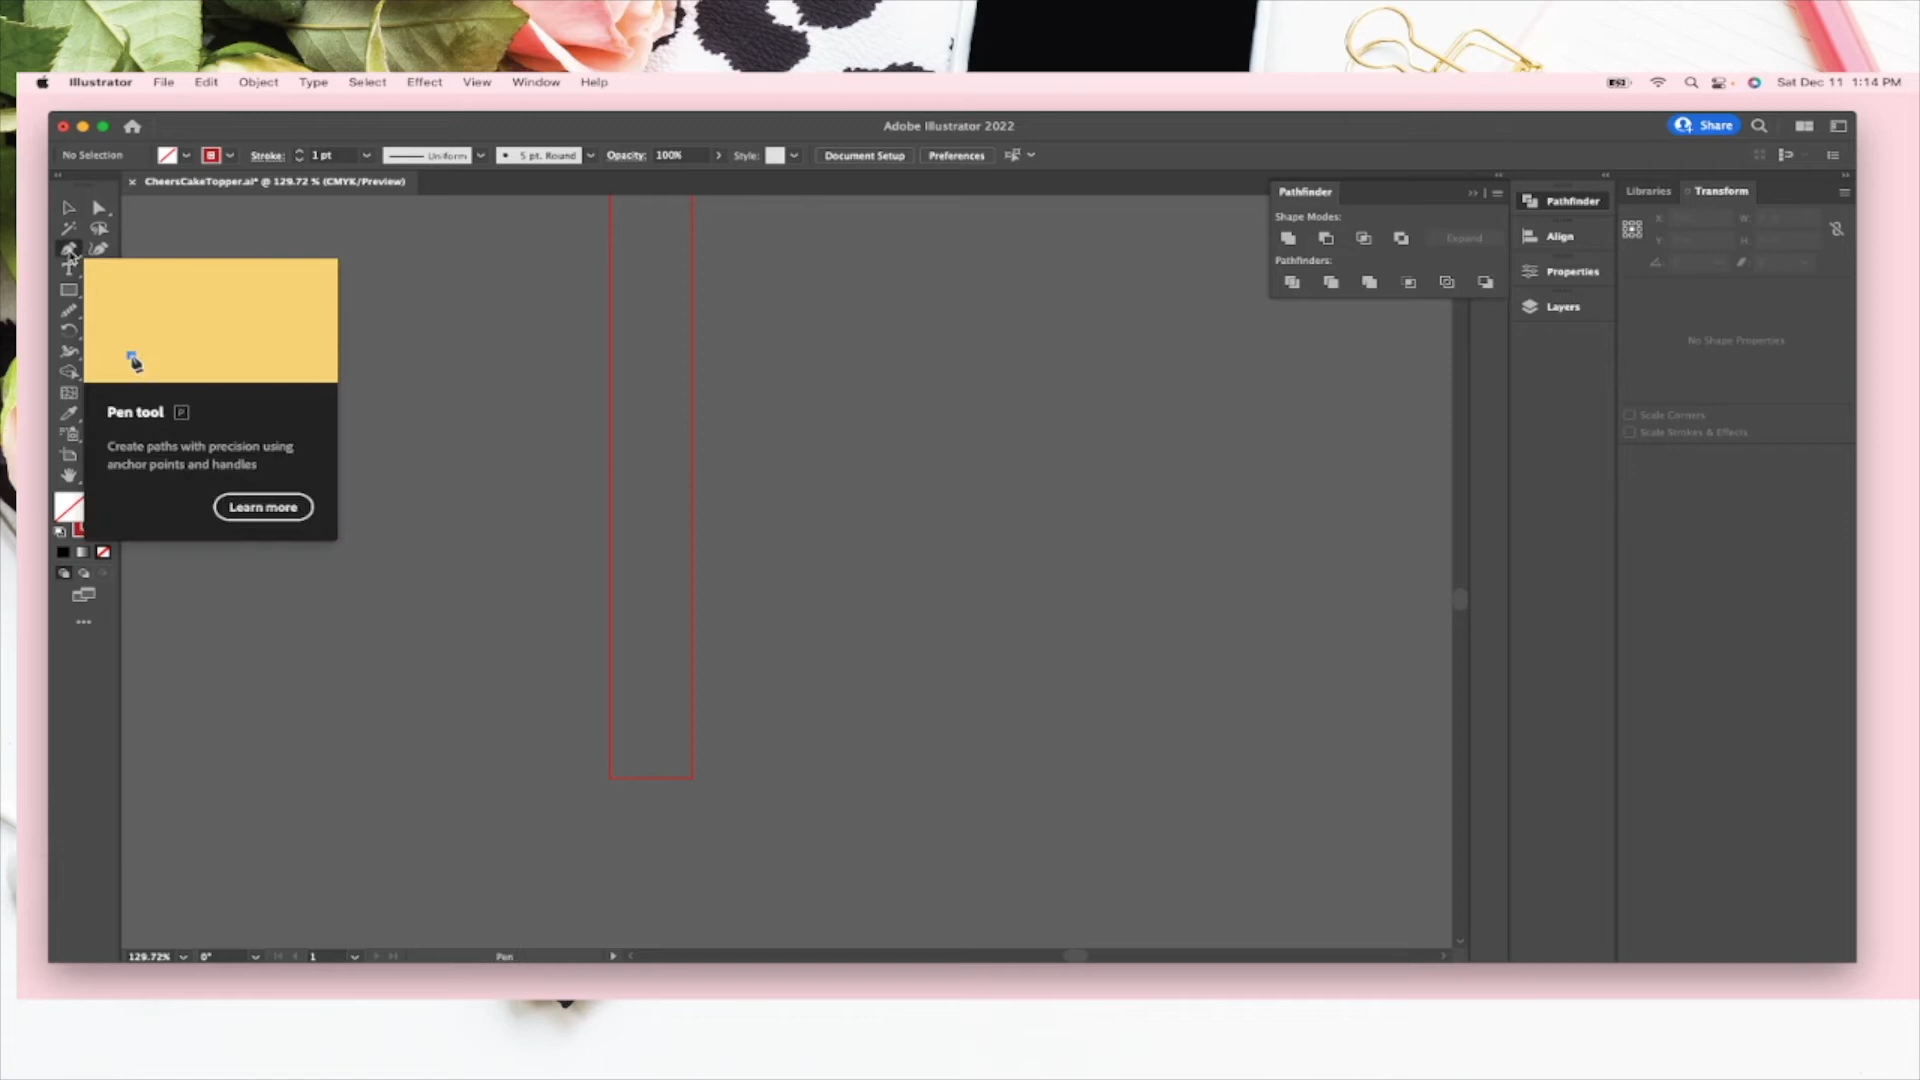 Illustrator File Edit Object Type Select Effect View Window Help
Sat Dec 11 1:14 PM
Adobe Illustrator 2022
Share
No Selection
Stroke: 1 pt
Uniform
5 pt. Round
Opacity: 100%
Style:
Document Setup
Preferences
× CheersCakeTopper.ai* @ 129.72 % (CMYK/Preview)
Pathfinder
Shape Modes:
Expand
Pathfinders:
Pathfinder
Align
Properties
Layers
Libraries
Transform
X:
W:
Y:
H:
No Shape Properties
Scale Corners
Scale Strokes & Effects
Pen tool P
Create paths with precision using
anchor points and handles
Learn more
129.72%
0°
1
Pen